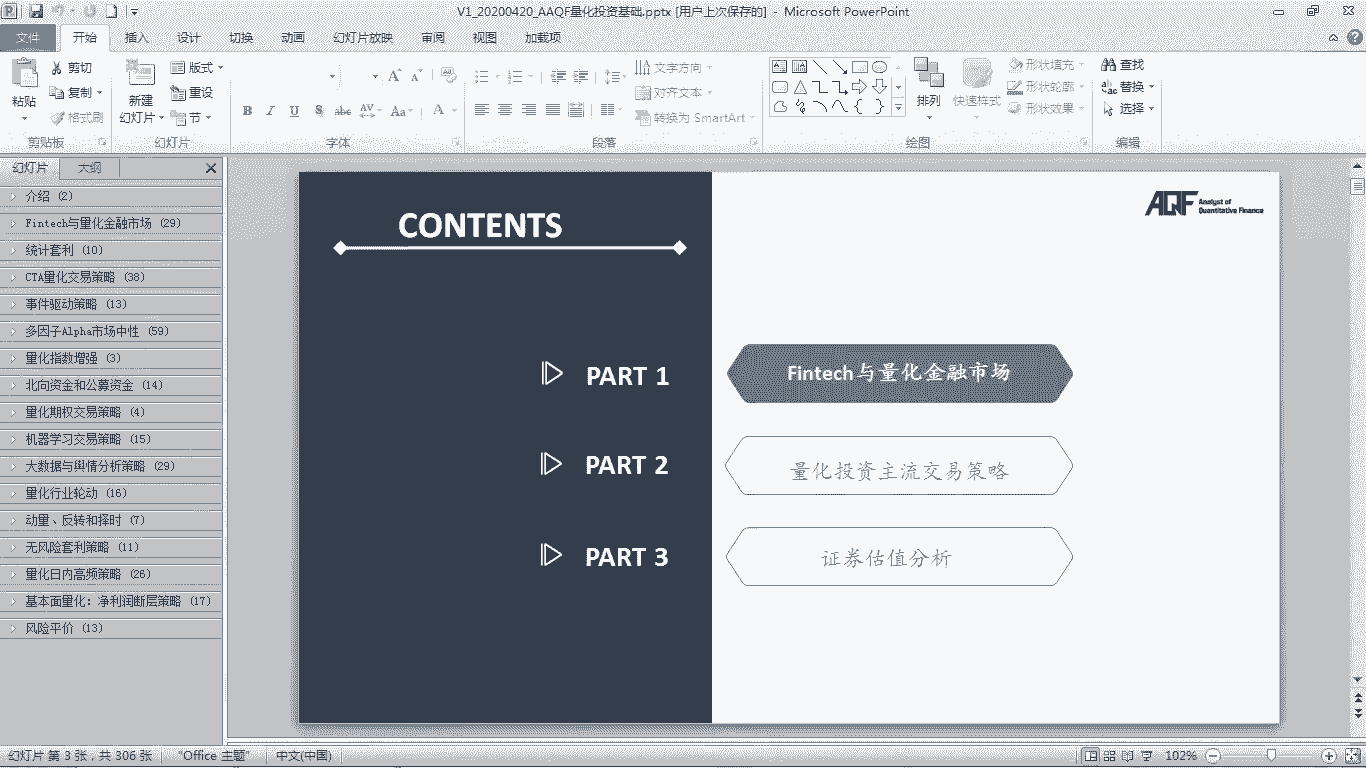 V1_20200420_AAQF量化投资基础.pptx [用户上次保存的] - Microsoft PowerPoint
文件 开始 插入 设计 切换 动画 幻灯片放映 审阅 视图 加载项
剪切
复制
格式刷
粘贴
剪贴板
新建
幻灯片
版式
重设
节
幻灯片
B I U S abc AV Aa A
字体
文字方向
对齐文本
转换为 SmartArt
段落
排列
快速样式
形状填充
形状轮廓
形状效果
绘图
查找
替换
选择
编辑
幻灯片 大纲
介绍 (2)
Fintech与量化金融市场 (29)
统计套利 (10)
CTA量化交易策略 (38)
事件驱动策略 (13)
多因子Alpha市场中性 (59)
量化指数增强 (3)
北向资金和公募资金 (14)
量化期权交易策略 (4)
机器学习交易策略 (15)
大数据与舆情分析策略 (29)
量化行业轮动 (16)
动量、反转和择时 (7)
无风险套利策略 (11)
量化日内高频策略 (26)
基本面量化：净利润断层策略 (17)
风险平价 (13)
CONTENTS
AQF Analyst of
Quantitative Finance
PART 1 Fintech与量化金融市场
PART 2 量化投资主流交易策略
PART 3 证券估值分析
幻灯片 第 3 张，共 306 张 "Office 主题" 中文(中国) 102%